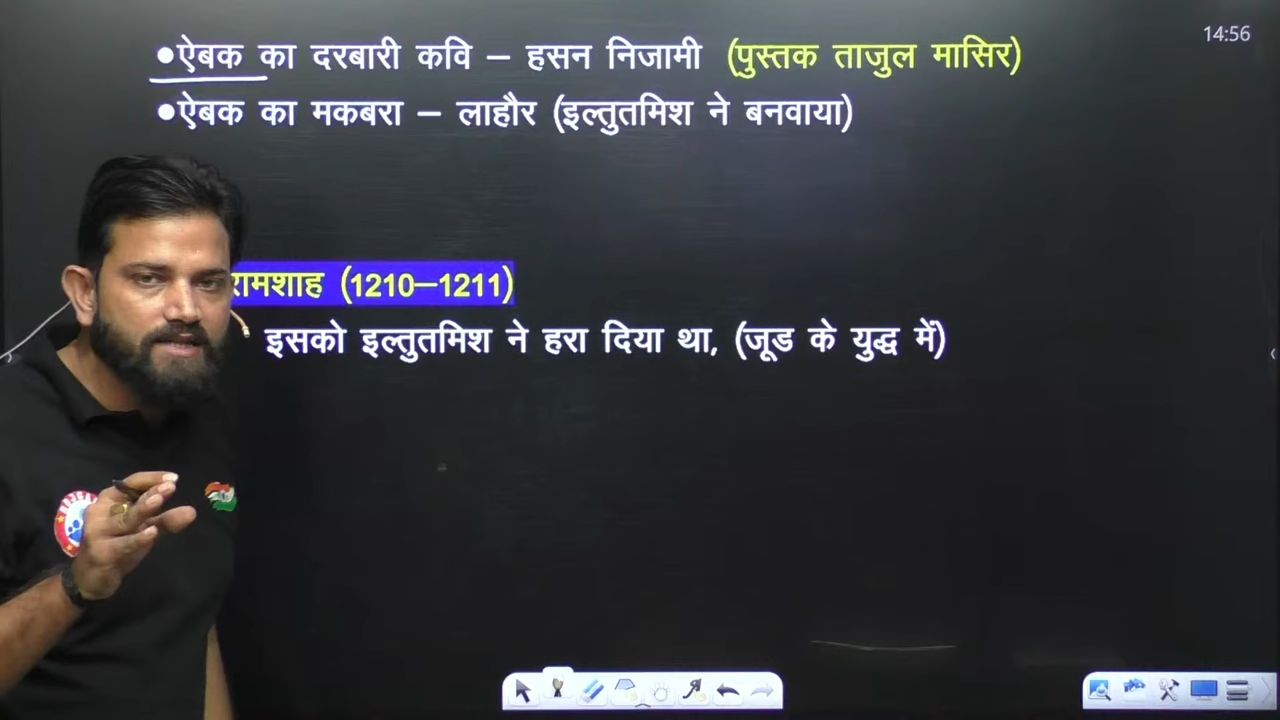 14:56
●ऐबक का दरबारी कवि – हसन निजामी (पुस्तक ताजुल मासिर)
●ऐबक का मकबरा – लाहौर (इल्तुतमिश ने बनवाया)
रामशाह (1210–1211)
इसको इल्तुतमिश ने हरा दिया था, (जूड के युद्ध में)